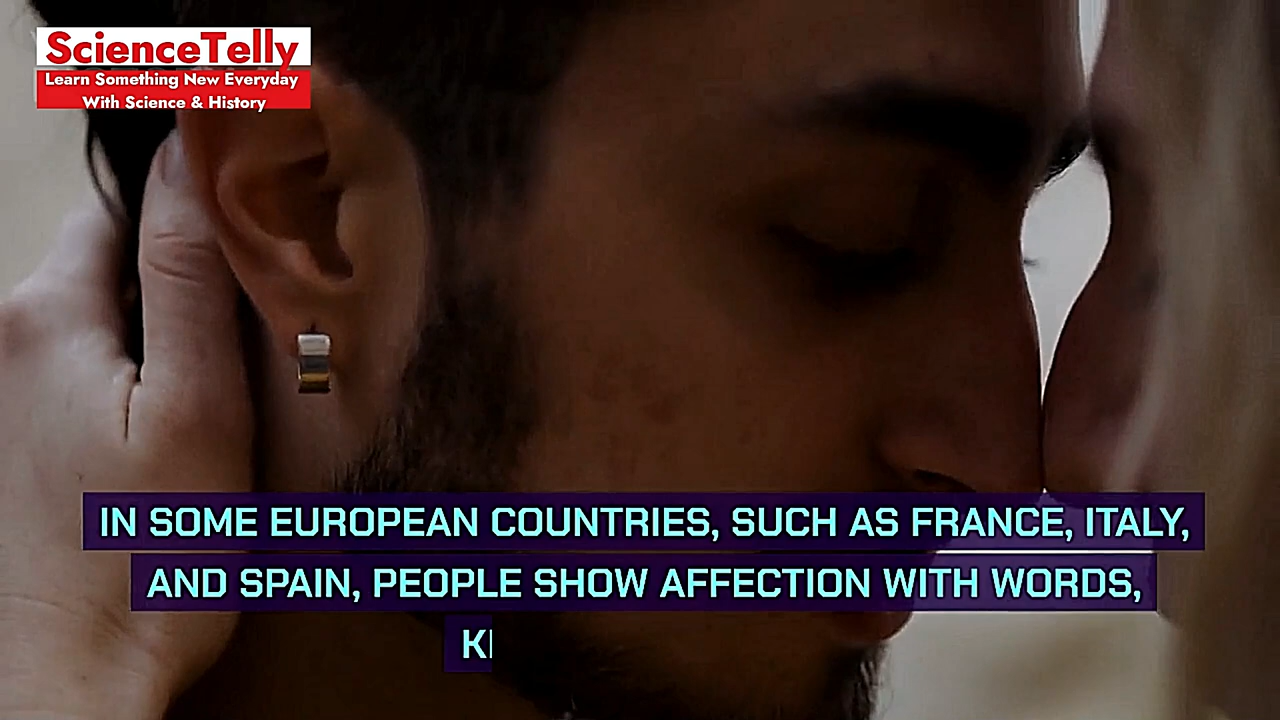 ScienceTelly
Learn Something New Everyday
With Science & History
IN SOME EUROPEAN COUNTRIES, SUCH AS FRANCE, ITALY,
AND SPAIN, PEOPLE SHOW AFFECTION WITH WORDS,